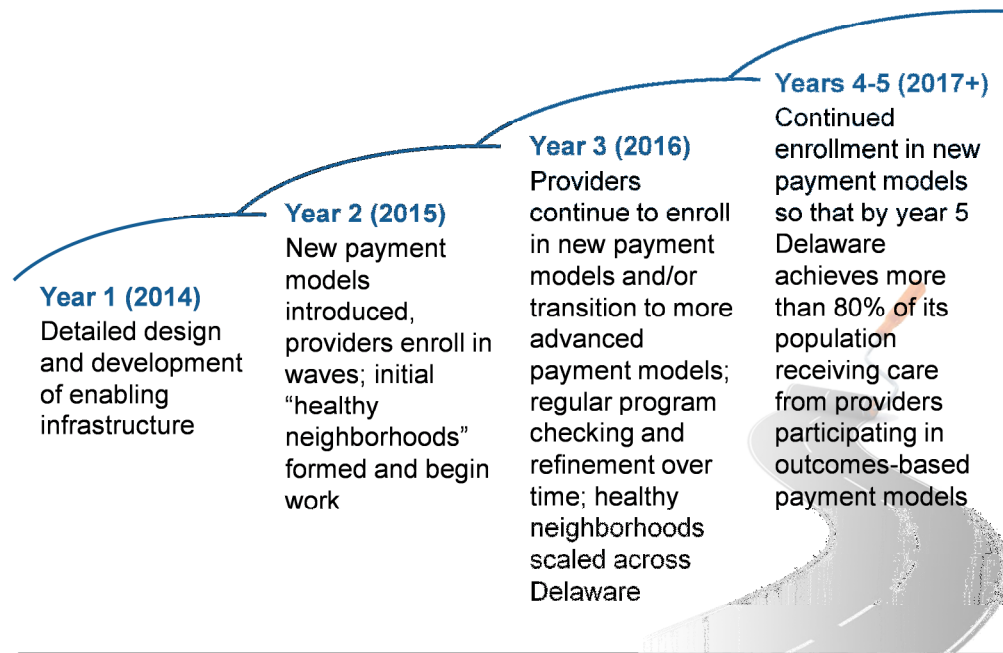 Year 1 (2014)
Detailed design
and development
of enabling
infrastructure
Year 2 (2015)
New payment
models
introduced,
providers enroll in
waves; initial
“healthy
neighborhoods”
formed and begin
work
Year 3 (2016)
Providers
continue to enroll
in new payment
models and/or
transition to more
advanced
payment models;
regular program
checking and
refinement over
time; healthy
neighborhoods
scaled across
Delaware
Years 4-5 (2017+)
Continued
enrollment in new
payment models
so that by year 5
Delaware
achieves more
than 80% of its
population
receiving care
from providers
participating in
outcomes-based
payment models